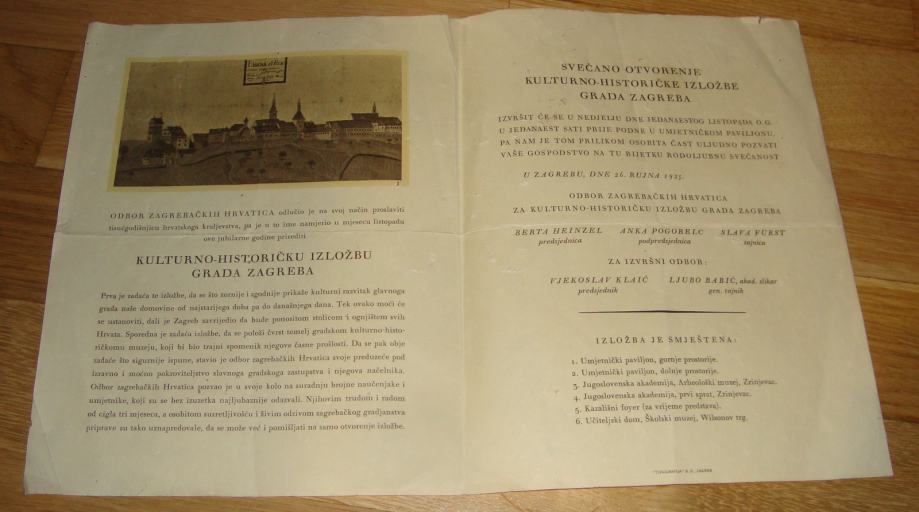 ODBOR ZAGREBAČKIH HRVATICA odlučio je na svoj način proslaviti
tisućgodišnjicu hrvatskoga kraljevstva, pa je u to ime namjerio u mjesecu listopadu
ove jubilarne godine prirediti
KULTURNO-HISTORIČKU IZLOŽBU
GRADA ZAGREBA
Prva je zadaća te izložbe, da se što zornije i zgodnije prikaže kulturni razvitak glavnoga
grada naše domovine od najstarijega doba pa do današnjega dana. Tek ovako moći će
se ustanoviti, dali je Zagreb zavrijedio da bude ponositom stolicom i ognjištem svih
Hrvata. Sporedna je zadaća izložbe, da se položi čvrst temelj gradskom kulturno-histo-
ričkomu muzeju, koji bi bio trajni spomenik njegove časne prošlosti. Da se pak obje
zadaće što sigurnije ispune, stavio je odbor zagrebačkih Hrvatica svoje preduzeće pod
izravno i moćno pokroviteljstvo slavnoga gradskog zastupstva i njegova načelnika.
Odbor zagrebačkih Hrvatica pozvao je u svoje kolo na suradnju brojne naučenjake i
umjetnike, koji su se bez iznuzetka najljubaznije odazvali. Njihovim trudom i radom
od cigla tri mjeseca, a osobitom susretljivošću i živim odzivom zagrebačkog građanstva
priprave su tako uznapredovale, da se može već i pomišljati na samo otvorenje izložbe.
SVEČANO OTVORENJE
KULTURNO-HISTORIČKE IZLOŽBE
GRADA ZAGREBA
IZVRŠIT ĆE SE U NEDJELJU DNE JEDANAESTOG LISTOPADA O. G.
U JEDANAEST SATI PRIJE PODNE U UMJETNIČKOM PAVILJONU,
PA NAM JE TOM PRILIKOM OSOBITA ČAST ULJUDNO POZVATI
VAŠE GOSPODSTVO NA TU RIJETKU RODOLJUBNU SVEČANOST
U ZAGREBU, DNE 26. RUJNA 1925.
ODBOR ZAGREBAČKIH HRVATICA
ZA KULTURNO-HISTORIČKU IZLOŽBU GRADA ZAGREBA
BERTA HEINZEL ANKA POGORELC SLAVA FÜRST
predsjednica podpredsjednica tajnica
ZA IZVRŠNI ODBOR:
VJEKOSLAV KLAIĆ LJUBO BABIĆ, akad. slikar
predsjednik gen. tajnik
IZLOŽBA JE SMJEŠTENA:
1. Umjetnički paviljon, gornje prostorije.
2. Umjetnički paviljon, dolnje prostorije.
3. Jugoslovenska akademija, Arheološki muzej, Zrinjevac.
4. Jugoslovenska akademija, prvi sprat, Zrinjevac.
5. Kazališni foyer (za vrijeme predstava).
6. Učiteljski dom, Školski muzej, Wilsonov trg.
"TIPOGRAFIJA" D. D., ZAGREB